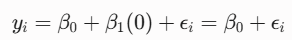 y_i = β_0 + β_1(0) + ϵ_i = β_0 + ϵ_i